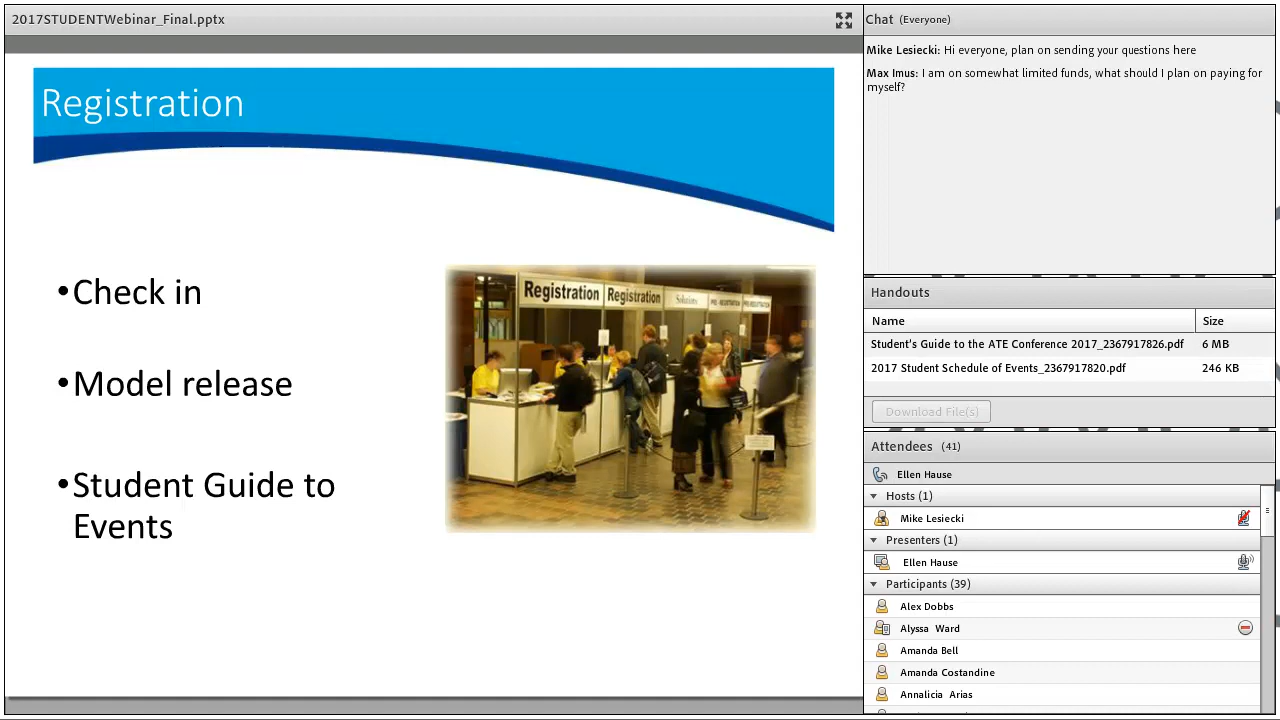 2017STUDENTWebinar_Final.pptx
Registration
•Check in
•Model release
•Student Guide to
Events
Registration Registration Solutions PRE-REGISTRATION
Chat (Everyone)
Mike Lesiecki: Hi everyone, plan on sending your questions here
Max Imus: I am on somewhat limited funds, what should I plan on paying for
myself?
Handouts
Name Size
Student's Guide to the ATE Conference 2017_2367917826.pdf 6 MB
2017 Student Schedule of Events_2367917820.pdf 246 KB
Download File(s)
Attendees (41)
Ellen Hause
Hosts (1)
Mike Lesiecki
Presenters (1)
Ellen Hause
Participants (39)
Alex Dobbs
Alyssa Ward
Amanda Bell
Amanda Costandine
Annalicia Arias